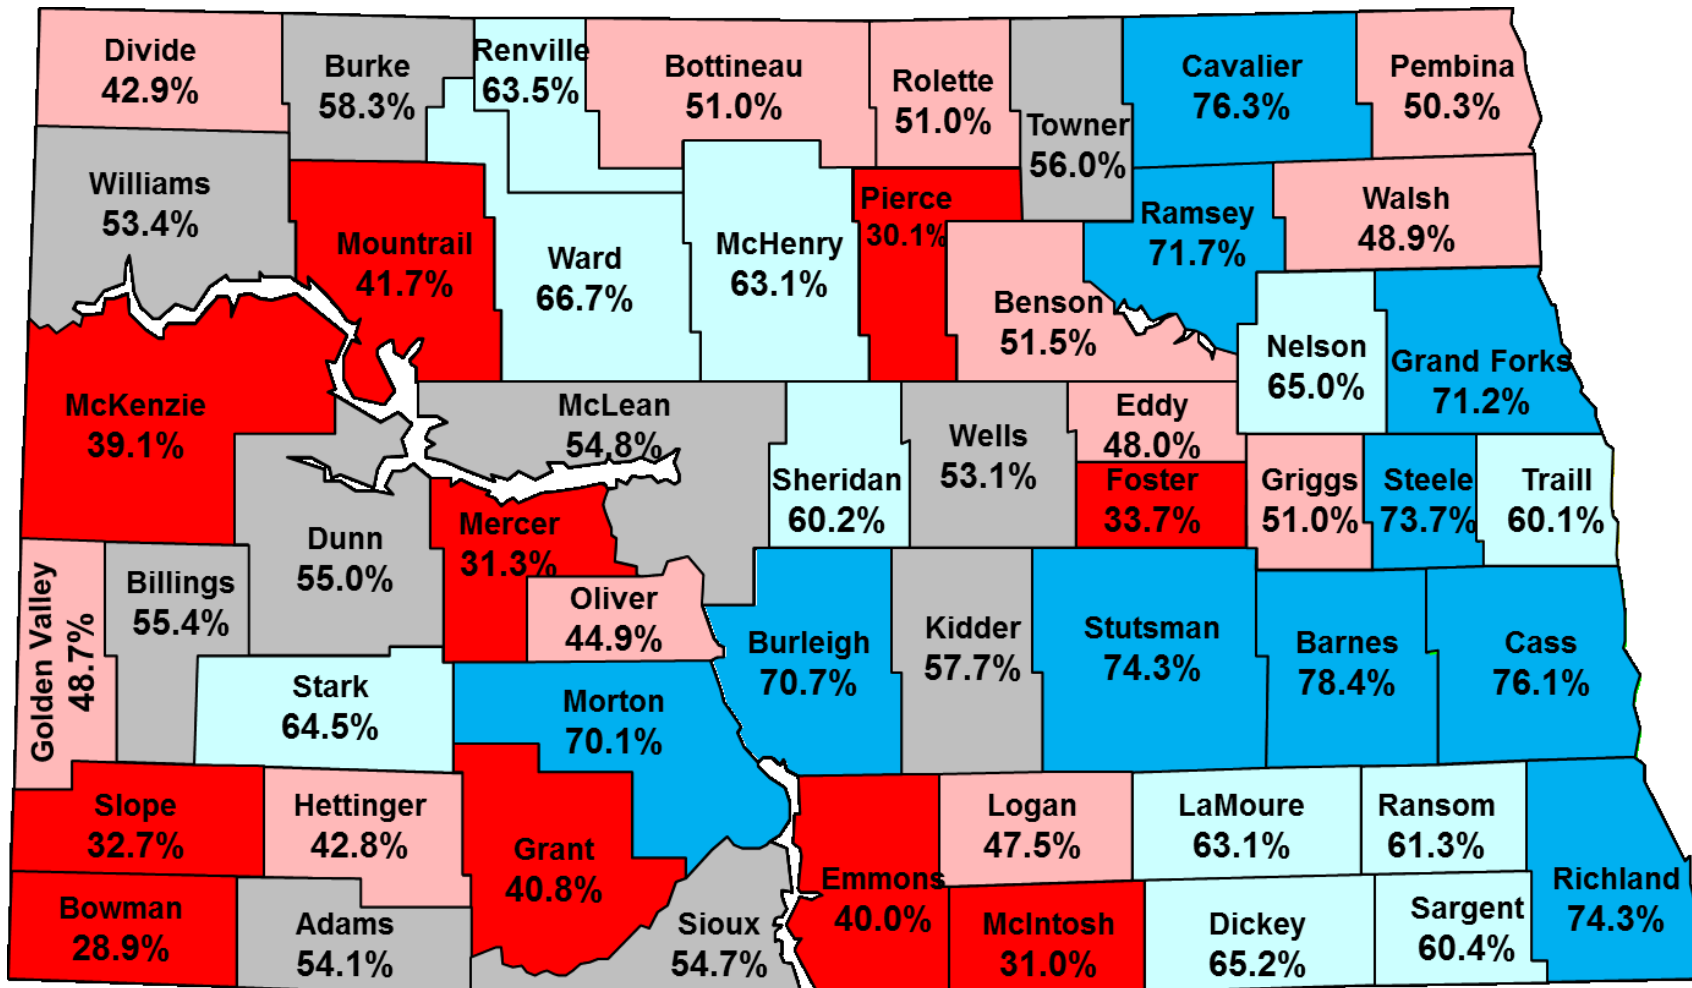 Divide
42.9%
Burke
58.3%
Renville
63.5%
Bottineau
51.0%
Rolette
51.0%
Towner
56.0%
Cavalier
76.3%
Pembina
50.3%
Williams
53.4%
Mountrail
41.7%
Ward
66.7%
McHenry
63.1%
Pierce
30.1%
Benson
51.5%
Ramsey
71.7%
Walsh
48.9%
Nelson
65.0%
Grand Forks
71.2%
McKenzie
39.1%
McLean
54.8%
Sheridan
60.2%
Wells
53.1%
Eddy
48.0%
Foster
33.7%
Griggs
51.0%
Steele
73.7%
Traill
60.1%
Golden Valley
48.7%
Billings
55.4%
Dunn
55.0%
Mercer
31.3%
Oliver
44.9%
Burleigh
70.7%
Kidder
57.7%
Stutsman
74.3%
Barnes
78.4%
Cass
76.1%
Stark
64.5%
Morton
70.1%
Slope
32.7%
Hettinger
42.8%
Grant
40.8%
Emmons
40.0%
Logan
47.5%
LaMoure
63.1%
Ransom
61.3%
Richland
74.3%
Bowman
28.9%
Adams
54.1%
Sioux
54.7%
McIntosh
31.0%
Dickey
65.2%
Sargent
60.4%